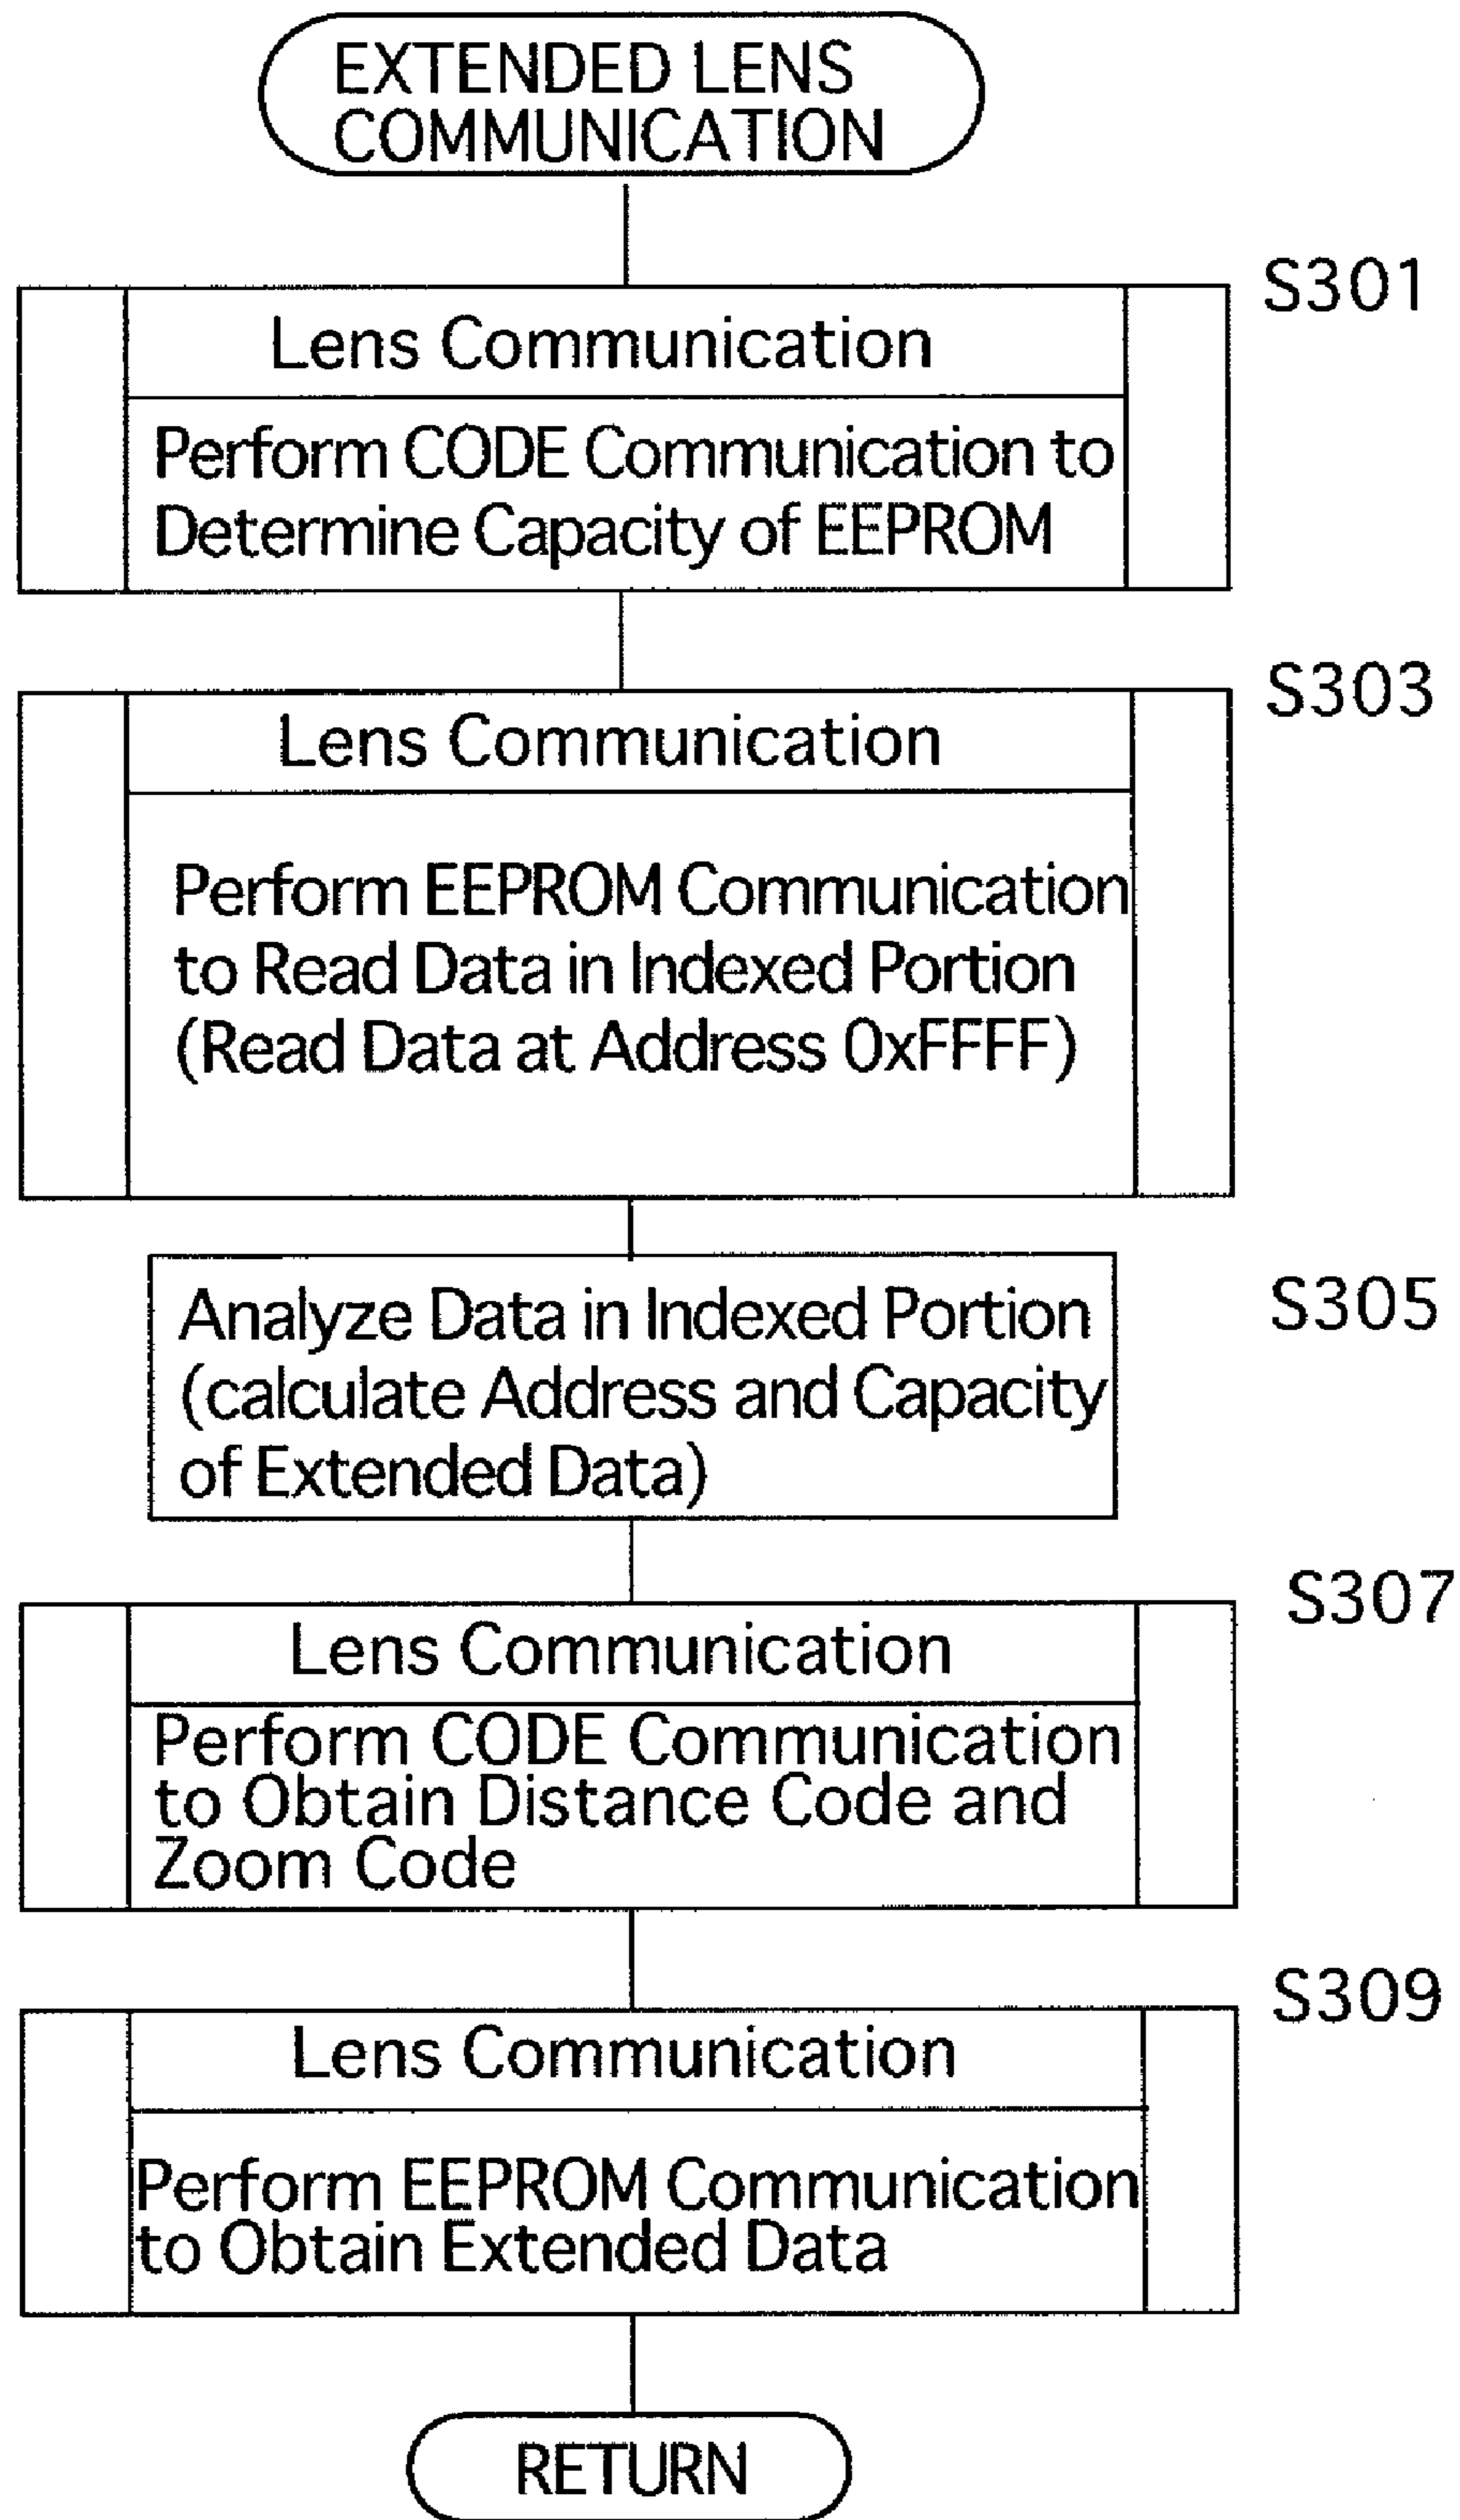 EXTENDED LENS
COMMUNICATION
S301
Lens Communication
Perform CODE Communication to
Determine Capacity of EEPROM
S303
Lens Communication
Perform EEPROM Communication
to Read Data in Indexed Portion
(Read Data at Address 0xFFFF)
S305
Analyze Data in Indexed Portion
(calculate Address and Capacity
of Extended Data)
S307
Lens Communication
Perform CODE Communication
to Obtain Distance Code and
Zoom Code
S309
Lens Communication
Perform EEPROM Communication
to Obtain Extended Data
RETURN